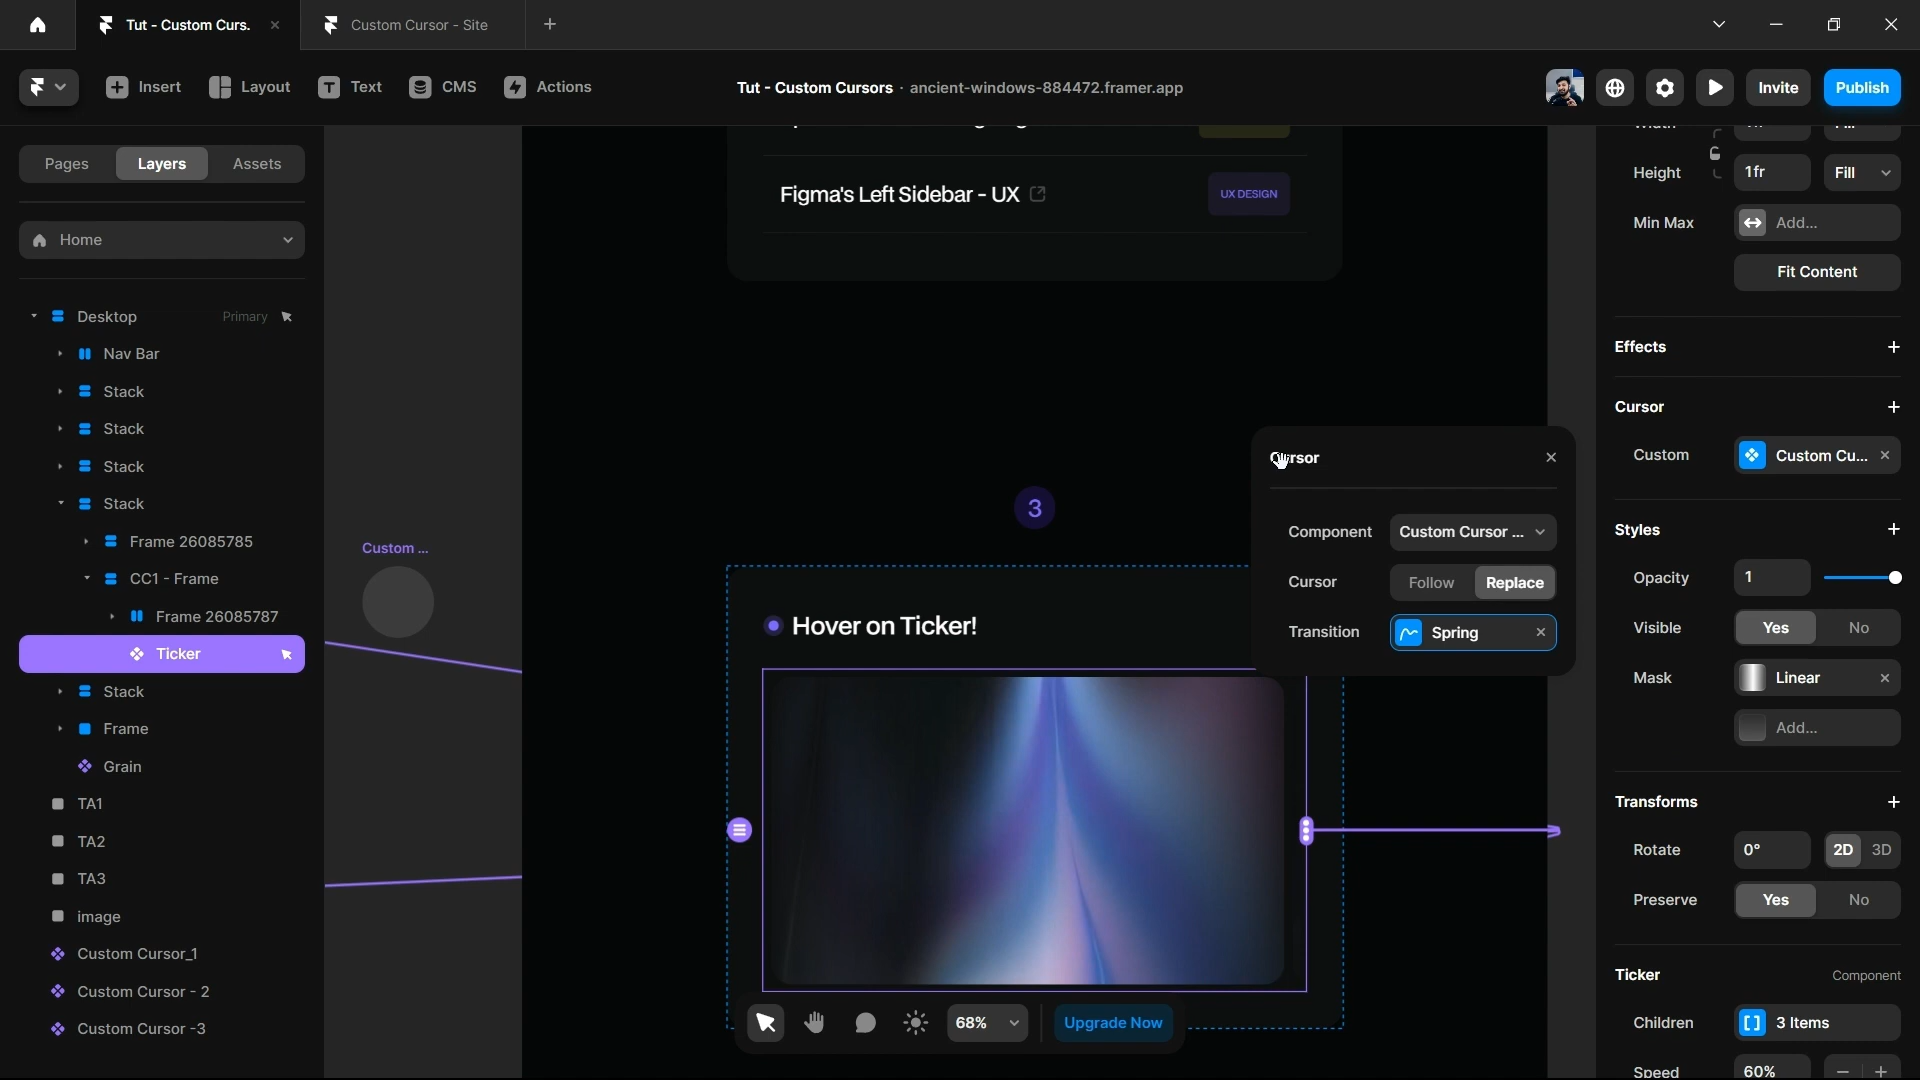 Tut - Custom Curs.
Custom Cursor - Site
Insert
Layout
Text
CMS
Actions
Tut - Custom Cursors · ancient-windows-884472.framer.app
Invite
Publish
Pages
Layers
Assets
Home
Desktop
Primary
Nav Bar
Stack
Stack
Stack
Stack
Frame 26085785
CC1 - Frame
Frame 26085787
Ticker
Stack
Frame
Grain
TA1
TA2
TA3
image
Custom Cursor_1
Custom Cursor - 2
Custom Cursor -3
Custom ...
Figma's Left Sidebar - UX
UX DESIGN
3
Hover on Ticker!
Cursor
Component
Custom Cursor ...
Cursor
Follow
Replace
Transition
Spring
68%
Upgrade Now
Height
1fr
Fill
Min Max
Add...
Fit Content
Effects
Cursor
Custom
Custom Cu...
Styles
Opacity
1
Visible
Yes
No
Mask
Linear
Add...
Transforms
Rotate
0°
2D
3D
Preserve
Yes
No
Ticker
Component
Children
3 Items
Speed
60%